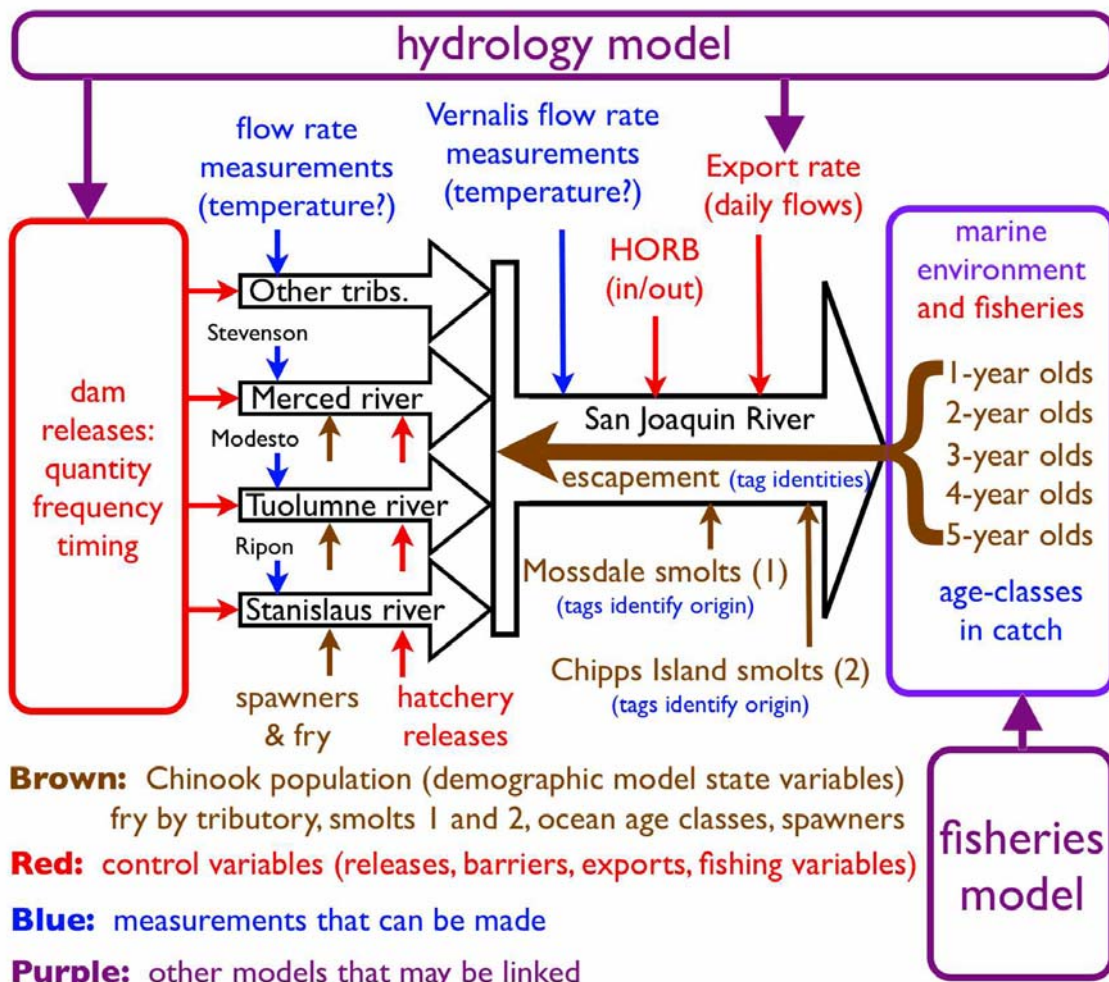 hydrology model
flow rate
measurements
(temperature?)
Vernalis flow rate
measurements
(temperature?)
Export rate
(daily flows)
HORB
(in/out)
dam
releases:
quantity
frequency
timing
Other tribs.
Stevenson
Merced river
Modesto
Tuolumne river
Ripon
Stanislaus river
spawners
& fry
hatchery
releases
San Joaquin River
escapement (tag identities)
Mossdale smolts (1)
(tags identify origin)
Chipps Island smolts (2)
(tags identify origin)
marine
environment
and fisheries
1-year olds
2-year olds
3-year olds
4-year olds
5-year olds
age-classes
in catch
fisheries
model
Brown: Chinook population (demographic model state variables)
fry by tributory, smolts 1 and 2, ocean age classes, spawners
Red: control variables (releases, barriers, exports, fishing variables)
Blue: measurements that can be made
Purple: other models that may be linked